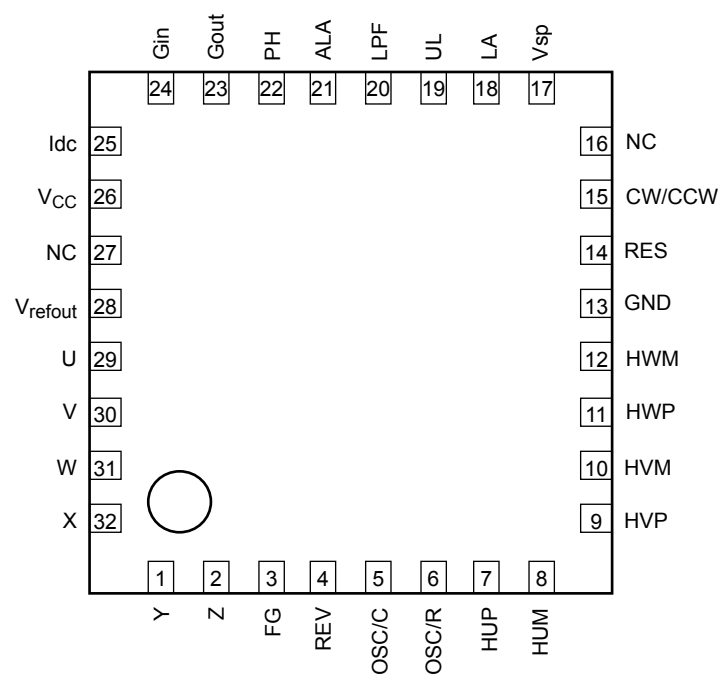 Gin Gout PH ALA LPF UL LA Vsp
24 23 22 21 20 19 18 17
Idc 25 16 NC
VCC 26 15 CW/CCW
NC 27 14 RES
Vrefout 28 13 GND
U 29 12 HWM
V 30 11 HWP
W 31 10 HVM
X 32 9 HVP
1 2 3 4 5 6 7 8
Y Z FG REV OSC/C OSC/R HUP HUM